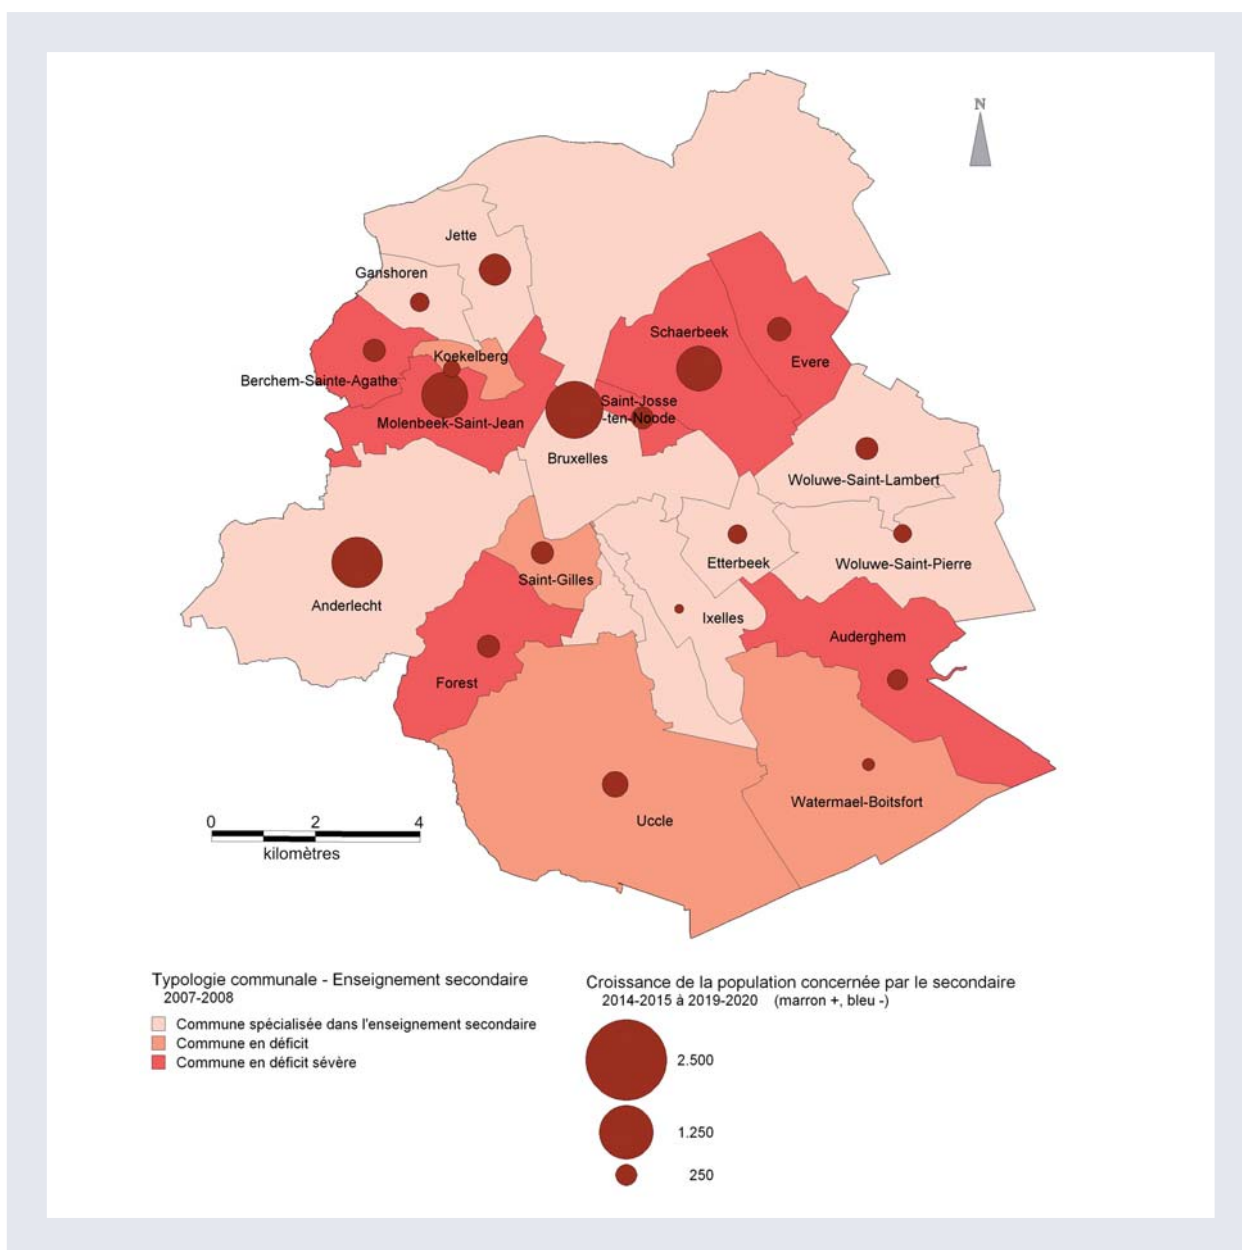 N
Jette
Ganshoren
Schaerbeek
Koekelberg
Evere
Berchem-Sainte-Agathe
Saint-Josse
-ten-Noode
Molenbeek-Saint-Jean
Bruxelles
Woluwe-Saint-Lambert
Etterbeek
Woluwe-Saint-Pierre
Saint-Gilles
Anderlecht
Ixelles
Auderghem
Forest
Watermael-Boitsfort
Uccle
0 2 4
kilomètres
Typologie communale - Enseignement secondaire
2007-2008
Commune spécialisée dans l'enseignement secondaire
Commune en déficit
Commune en déficit sévère
Croissance de la population concernée par le secondaire
2014-2015 à 2019-2020 (marron +, bleu -)
2.500
1.250
250